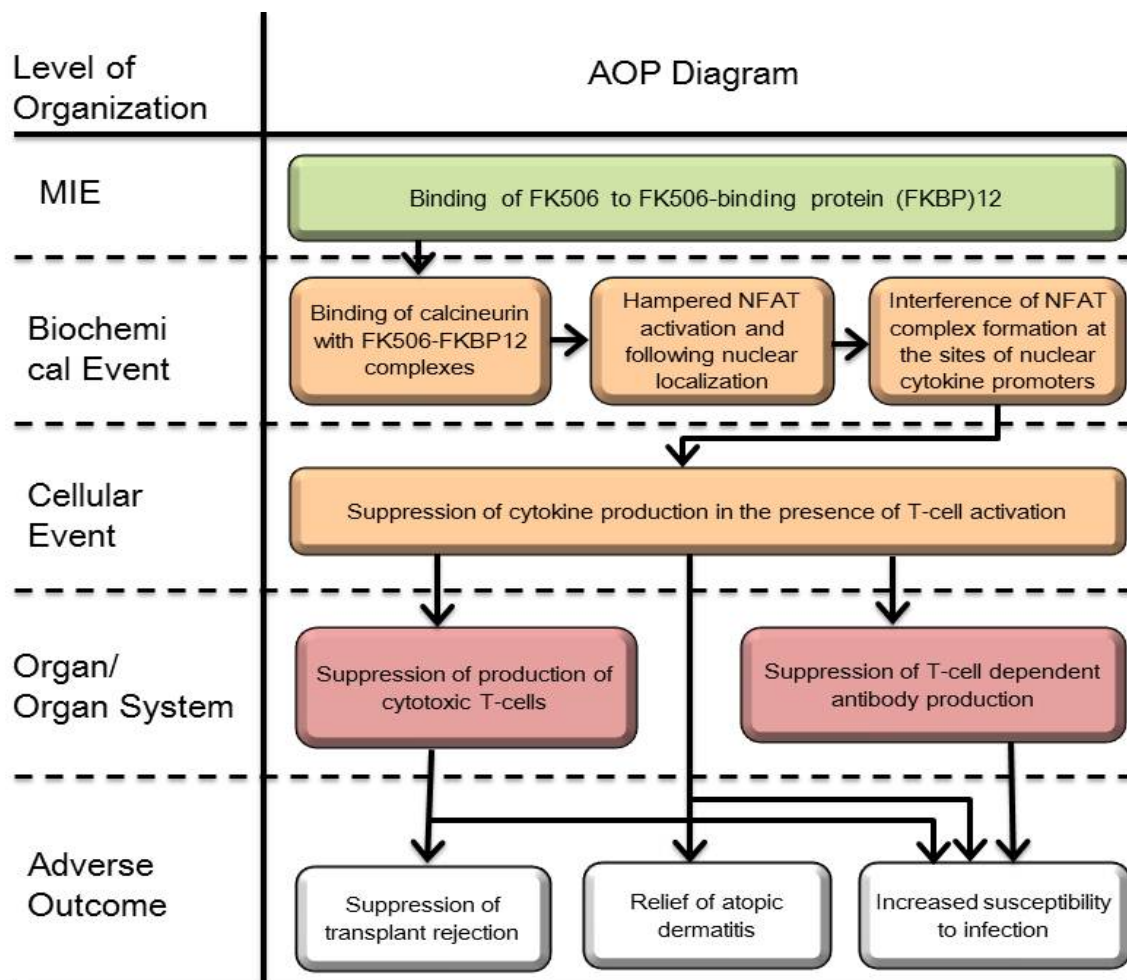 Level of
Organization
AOP Diagram
MIE
Binding of FK506 to FK506-binding protein (FKBP)12
Biochemi
cal Event
Binding of calcineurin
with FK506-FKBP12
complexes
Hampered NFAT
activation and
following nuclear
localization
Interference of NFAT
complex formation at
the sites of nuclear
cytokine promoters
Cellular
Event
Suppression of cytokine production in the presence of T-cell activation
Organ/
Organ System
Suppression of production of
cytotoxic T-cells
Suppression of T-cell dependent
antibody production
Adverse
Outcome
Suppression of
transplant rejection
Relief of atopic
dermatitis
Increased susceptibility
to infection